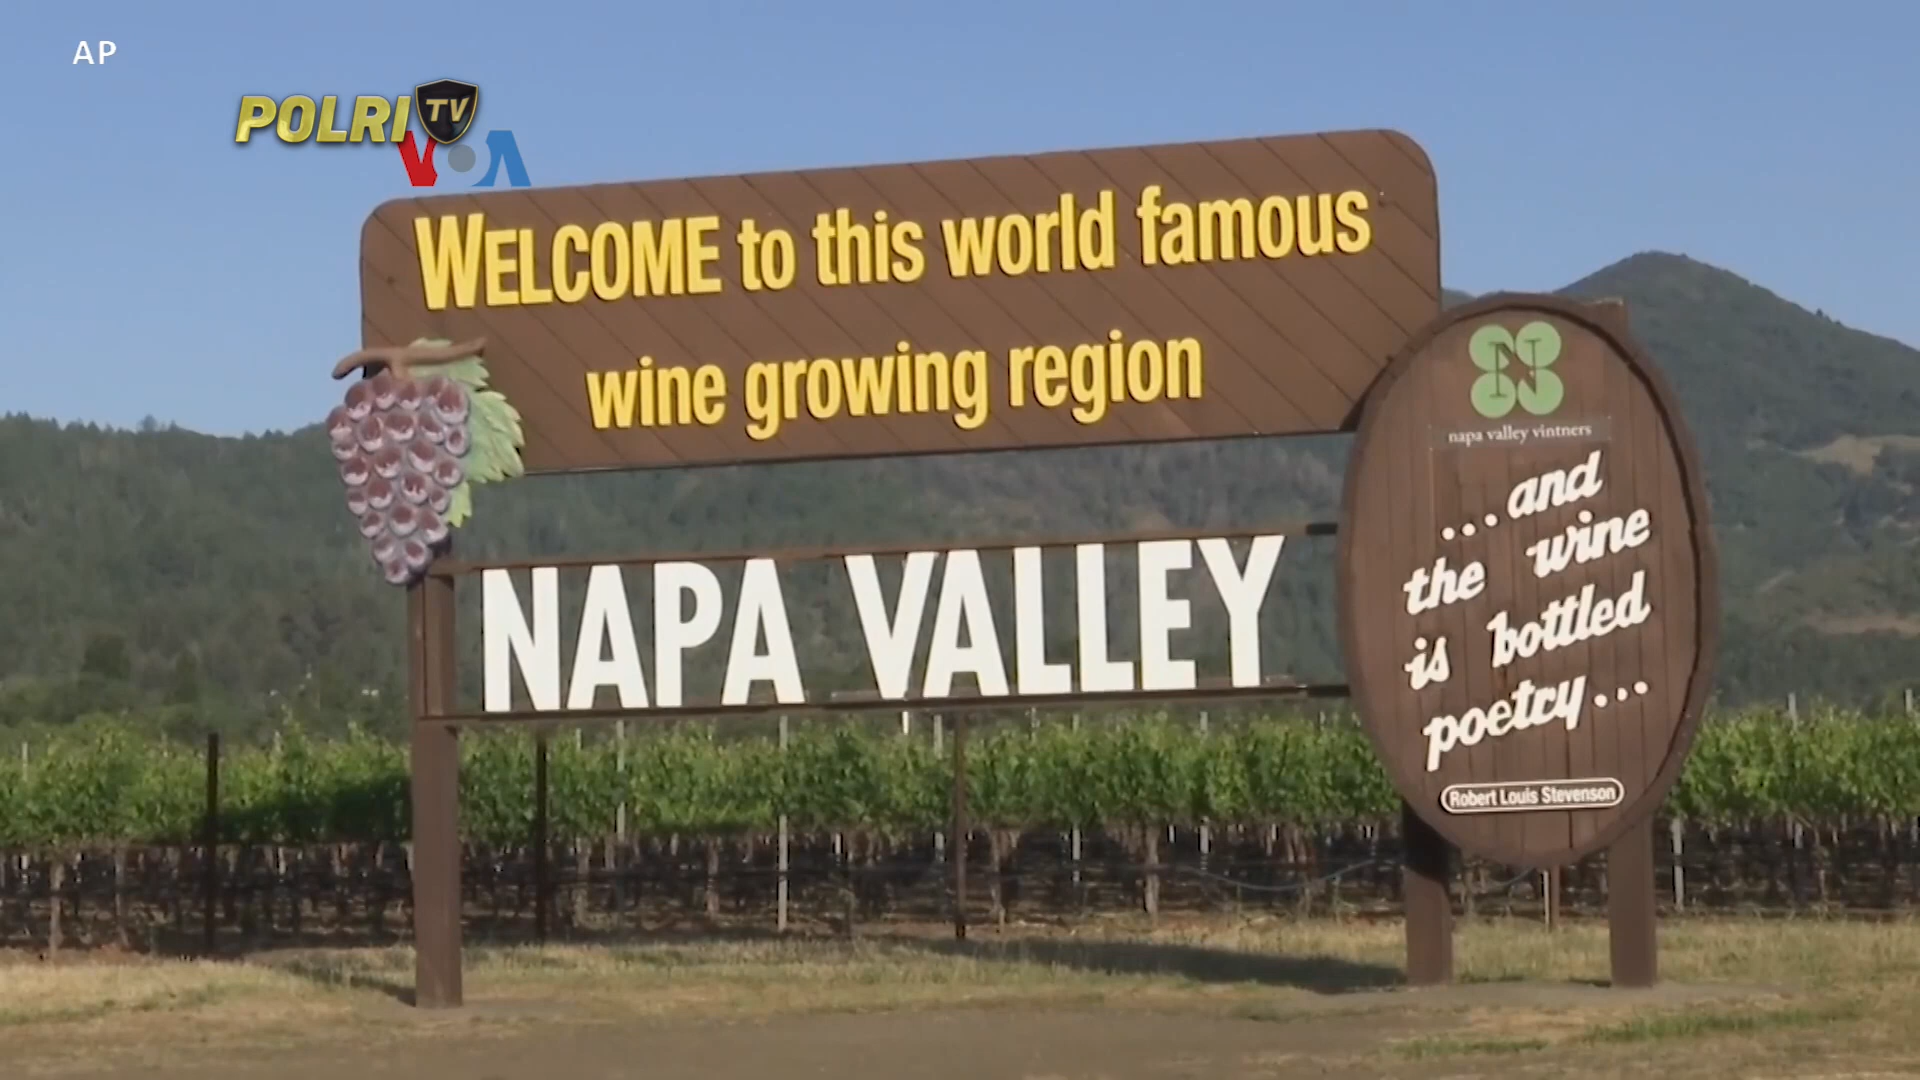 AP
POLRI TV
VOA
WELCOME to this world famous
wine growing region
NAPA VALLEY
N
napa valley vintners
...and
the wine
is bottled
poetry...
Robert Louis Stevenson